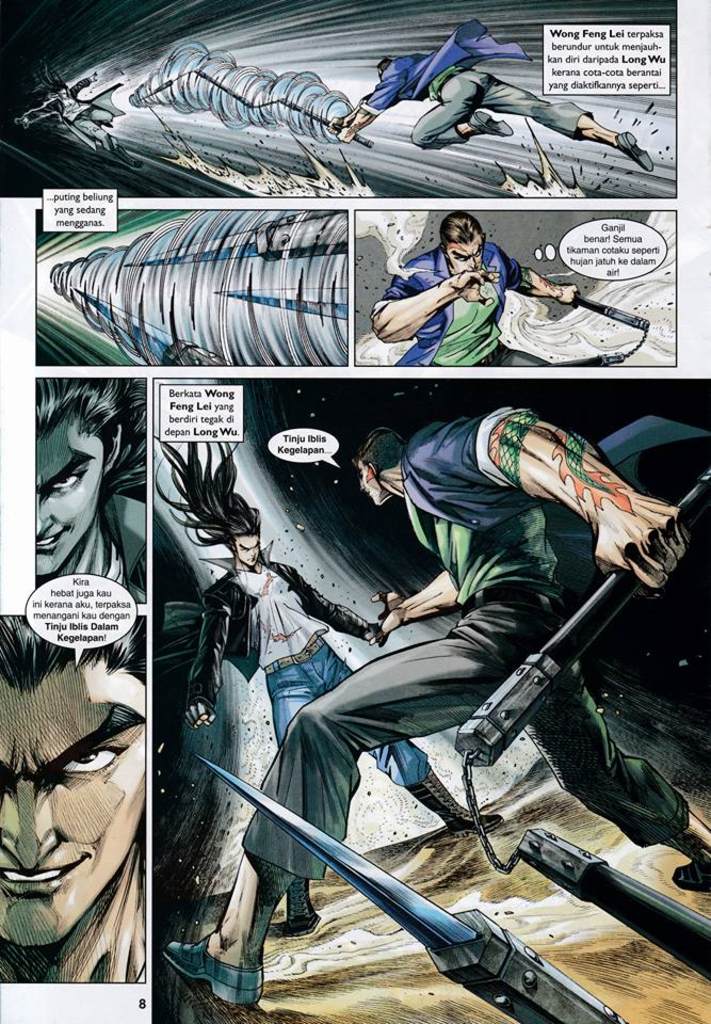 Wong Feng Lei terpaksa
berundur untuk menjauh-
kan diri daripada Long Wu
kerana cota-cota berantai
yang diaktifkannya seperti...
...puting beliung
yang sedang
mengganas.
Ganjil
benar! Semua
tikaman cotaku seperti
hujan jatuh ke dalam
air!
Berkata Wong
Feng Lei yang
berdiri tegak di
depan Long Wu.
Tinju Iblis
Kegelapan...
Kira
hebat juga kau
ini kerana aku, terpaksa
menangani kau dengan
Tinju Iblis Dalam
Kegelapan!
8